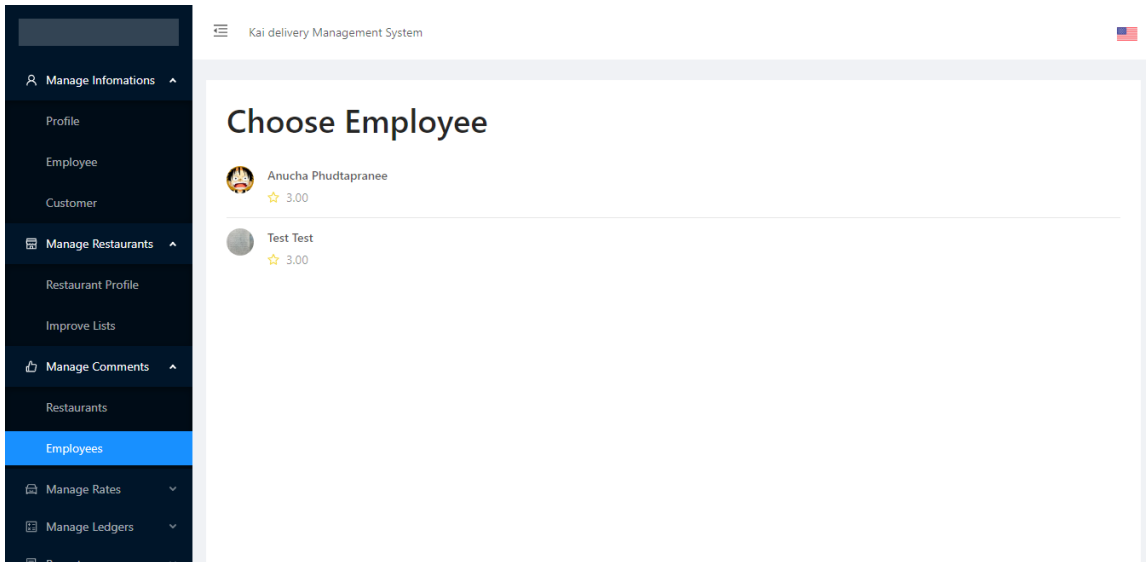 Kai delivery Management System
Manage Infomations
Profile
Employee
Customer
Manage Restaurants
Restaurant Profile
Improve Lists
Manage Comments
Restaurants
Employees
Manage Rates
Manage Ledgers
Choose Employee
Anucha Phudtapranee
3.00
Test Test
3.00